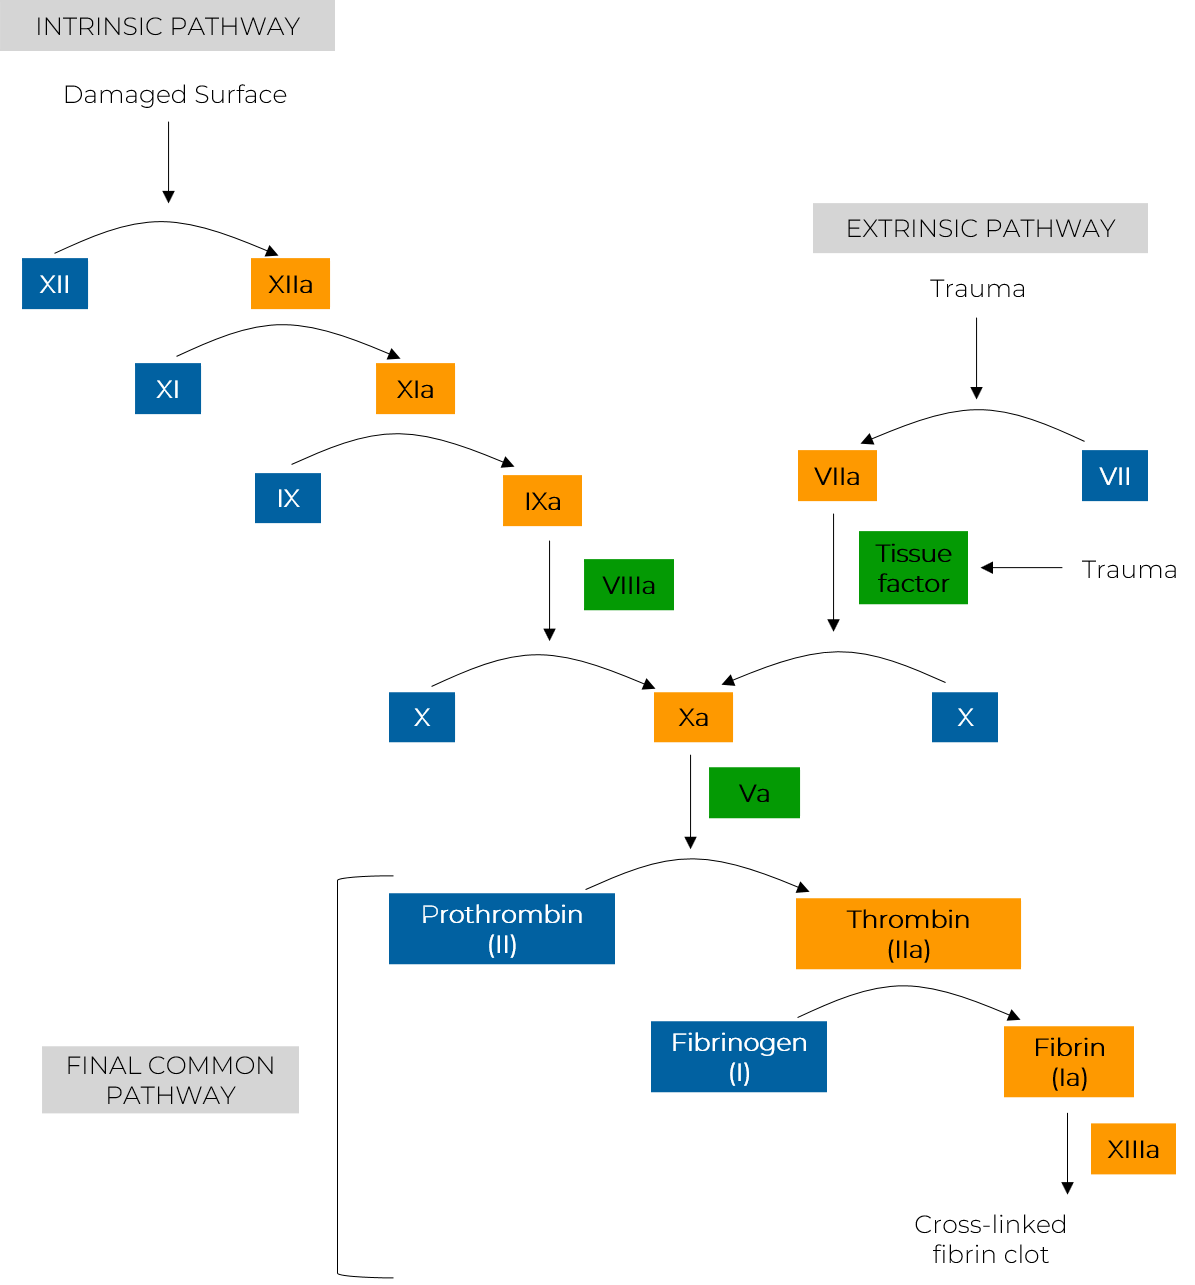 INTRINSIC PATHWAY
Damaged Surface
EXTRINSIC PATHWAY
Trauma
XII
XIIa
XI
XIa
VIIa
VII
IX
IXa
Tissue
factor
Trauma
VIIIa
X
Xa
X
Va
Prothrombin
(II)
Thrombin
(IIa)
Fibrinogen
(I)
Fibrin
(Ia)
FINAL COMMON
PATHWAY
XIIIa
Cross-linked
fibrin clot